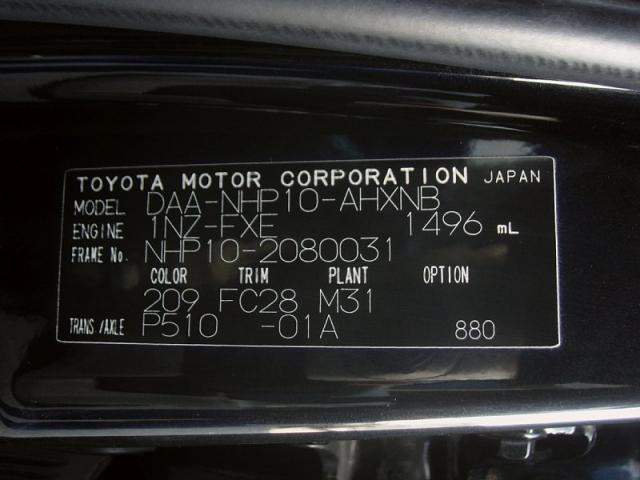 TOYOTA MOTOR CORPORATION JAPAN
MODEL DAA-NHP10-AHXNB
ENGINE 1NZ-FXE 1496 mL
FRAME No. NHP10-2080031
COLOR TRIM PLANT OPTION
209 FC28 M31
TRANS./AXLE P510 -01A 880